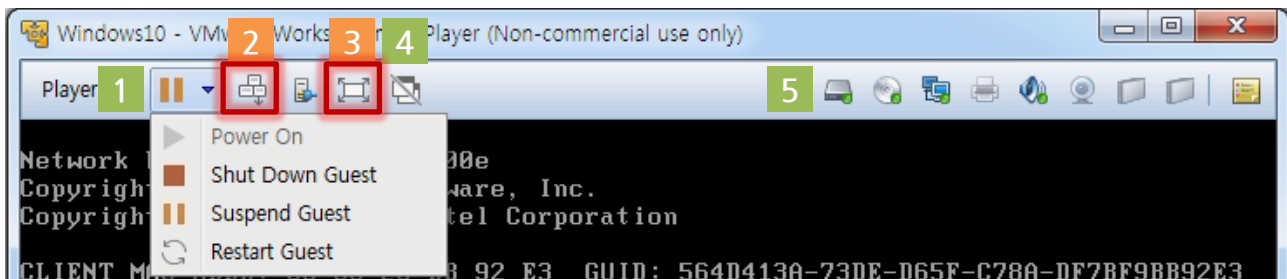 Windows10 - VM Works Player (Non-commercial use only)
2 3 4
Player 1 5
Power On
Shut Down Guest
Suspend Guest
Restart Guest
Network 00e
Copyright ware, Inc.
Copyright tel Corporation
CLIENT M 92 E3 GUID: 564D413A-73DE-D65F-C78A-DF7BF9BB92E3